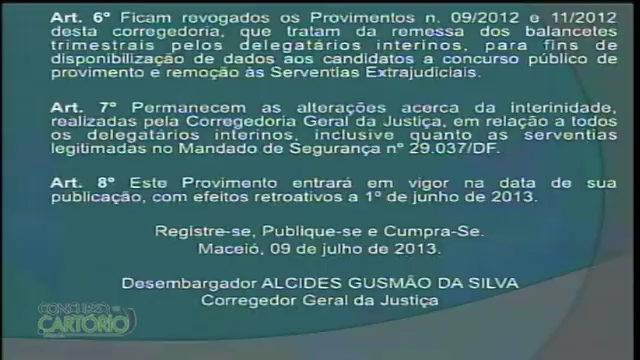 Art. 6º Ficam revogados os Provimentos n. 09/2012 e 11/2012
desta corregedoria, que tratam da remessa dos balancetes
trimestrais pelos delegatários interinos, para fins de
disponibilização de dados aos candidatos a concurso público de
provimento e remoção às Serventias Extrajudiciais.
Art. 7º Permanecem as alterações acerca da interinidade,
realizadas pela Corregedoria Geral da Justiça, em relação a todos
os delegatários interinos, inclusive quanto as serventias
legitimadas no Mandado de Segurança nº 29.037/DF.
Art. 8º Este Provimento entrará em vigor na data de sua
publicação, com efeitos retroativos a 1º de junho de 2013.
Registre-se, Publique-se e Cumpra-Se.
Maceió, 09 de julho de 2013.
Desembargador ALCIDES GUSMÃO DA SILVA
Corregedor Geral da Justiça
CONCURSO DE
CARTÓRIO